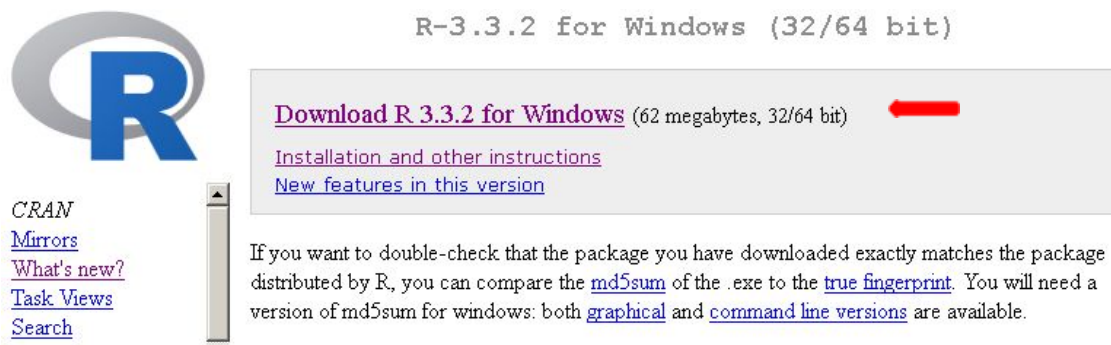 R
R-3.3.2 for Windows (32/64 bit)
Download R 3.3.2 for Windows (62 megabytes, 32/64 bit)
Installation and other instructions
New features in this version
CRAN
Mirrors
What's new?
Task Views
Search
If you want to double-check that the package you have downloaded exactly matches the package
distributed by R, you can compare the md5sum of the .exe to the true fingerprint. You will need a
version of md5sum for windows: both graphical and command line versions are available.